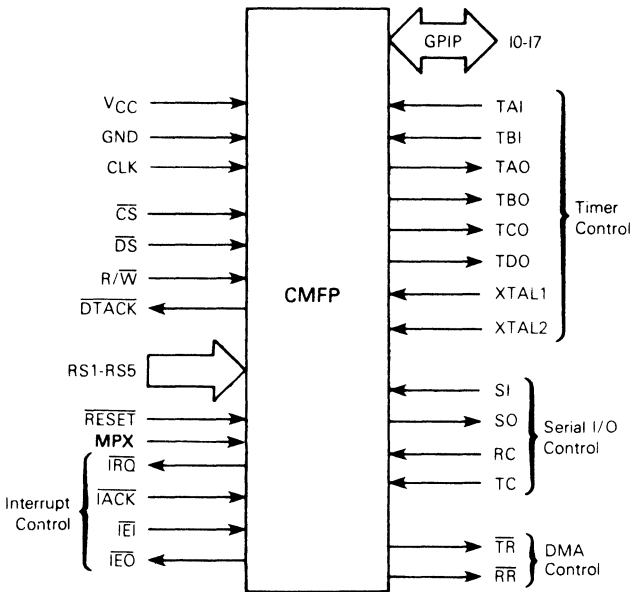 GPIP
I0-I7
VCC
GND
CLK
CS
DS
R/W
DTACK
RS1-RS5
RESET
MPX
IRQ
IACK
IEI
IEO
Interrupt
Control
CMFP
TAI
TBI
TAO
TBO
TCO
TDO
XTAL1
XTAL2
Timer
Control
SI
SO
RC
TC
Serial I/O
Control
TR
RR
DMA
Control